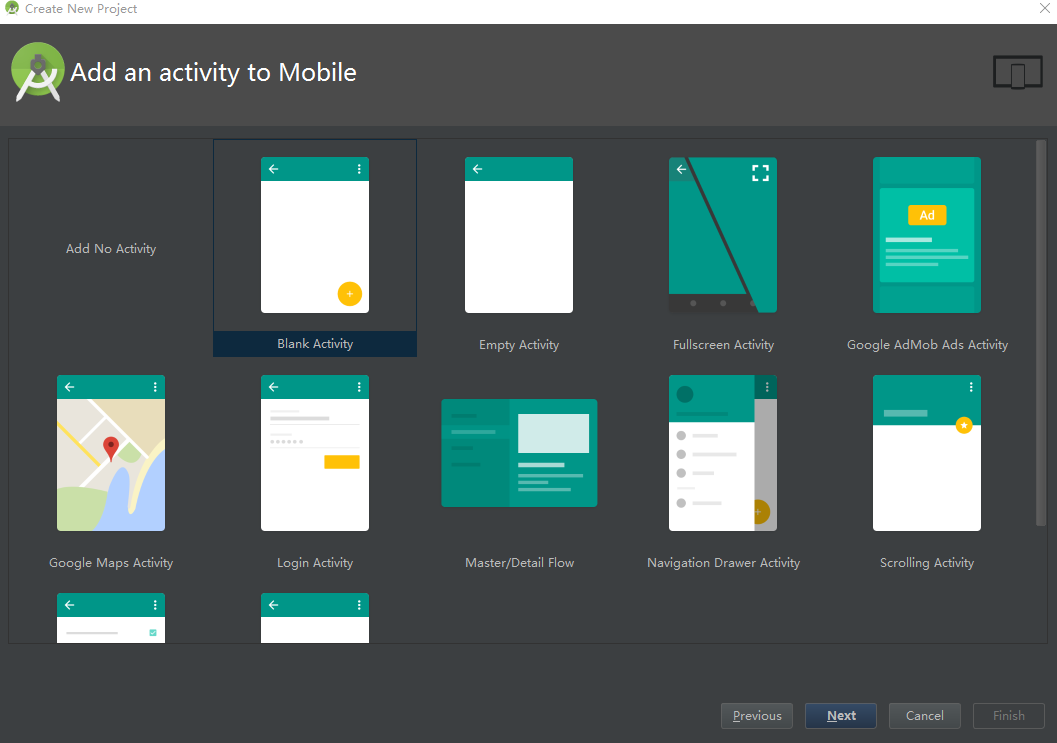 Create New Project
Add an activity to Mobile
Add No Activity
Blank Activity
Empty Activity
Fullscreen Activity
Ad
Google AdMob Ads Activity
Google Maps Activity
Login Activity
Master/Detail Flow
Navigation Drawer Activity
Scrolling Activity
Previous
Next
Cancel
Finish